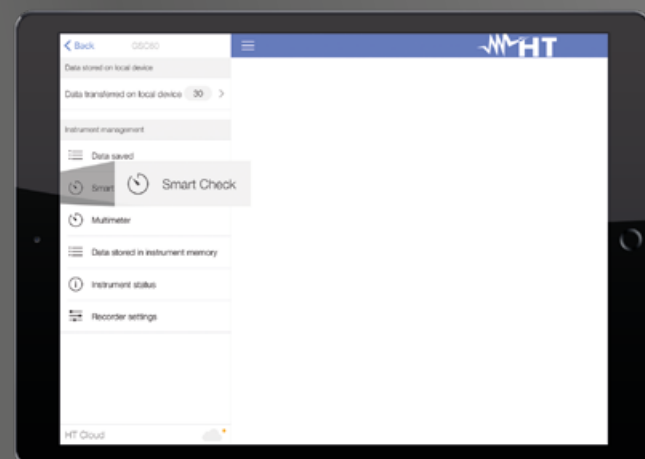 Back
GSC60
HT
Data stored on local device
Data transferred on local device 30
Instrument management
Data saved
Smart
Smart Check
Multimeter
Data stored in instrument memory
Instrument status
Recorder settings
HT Cloud